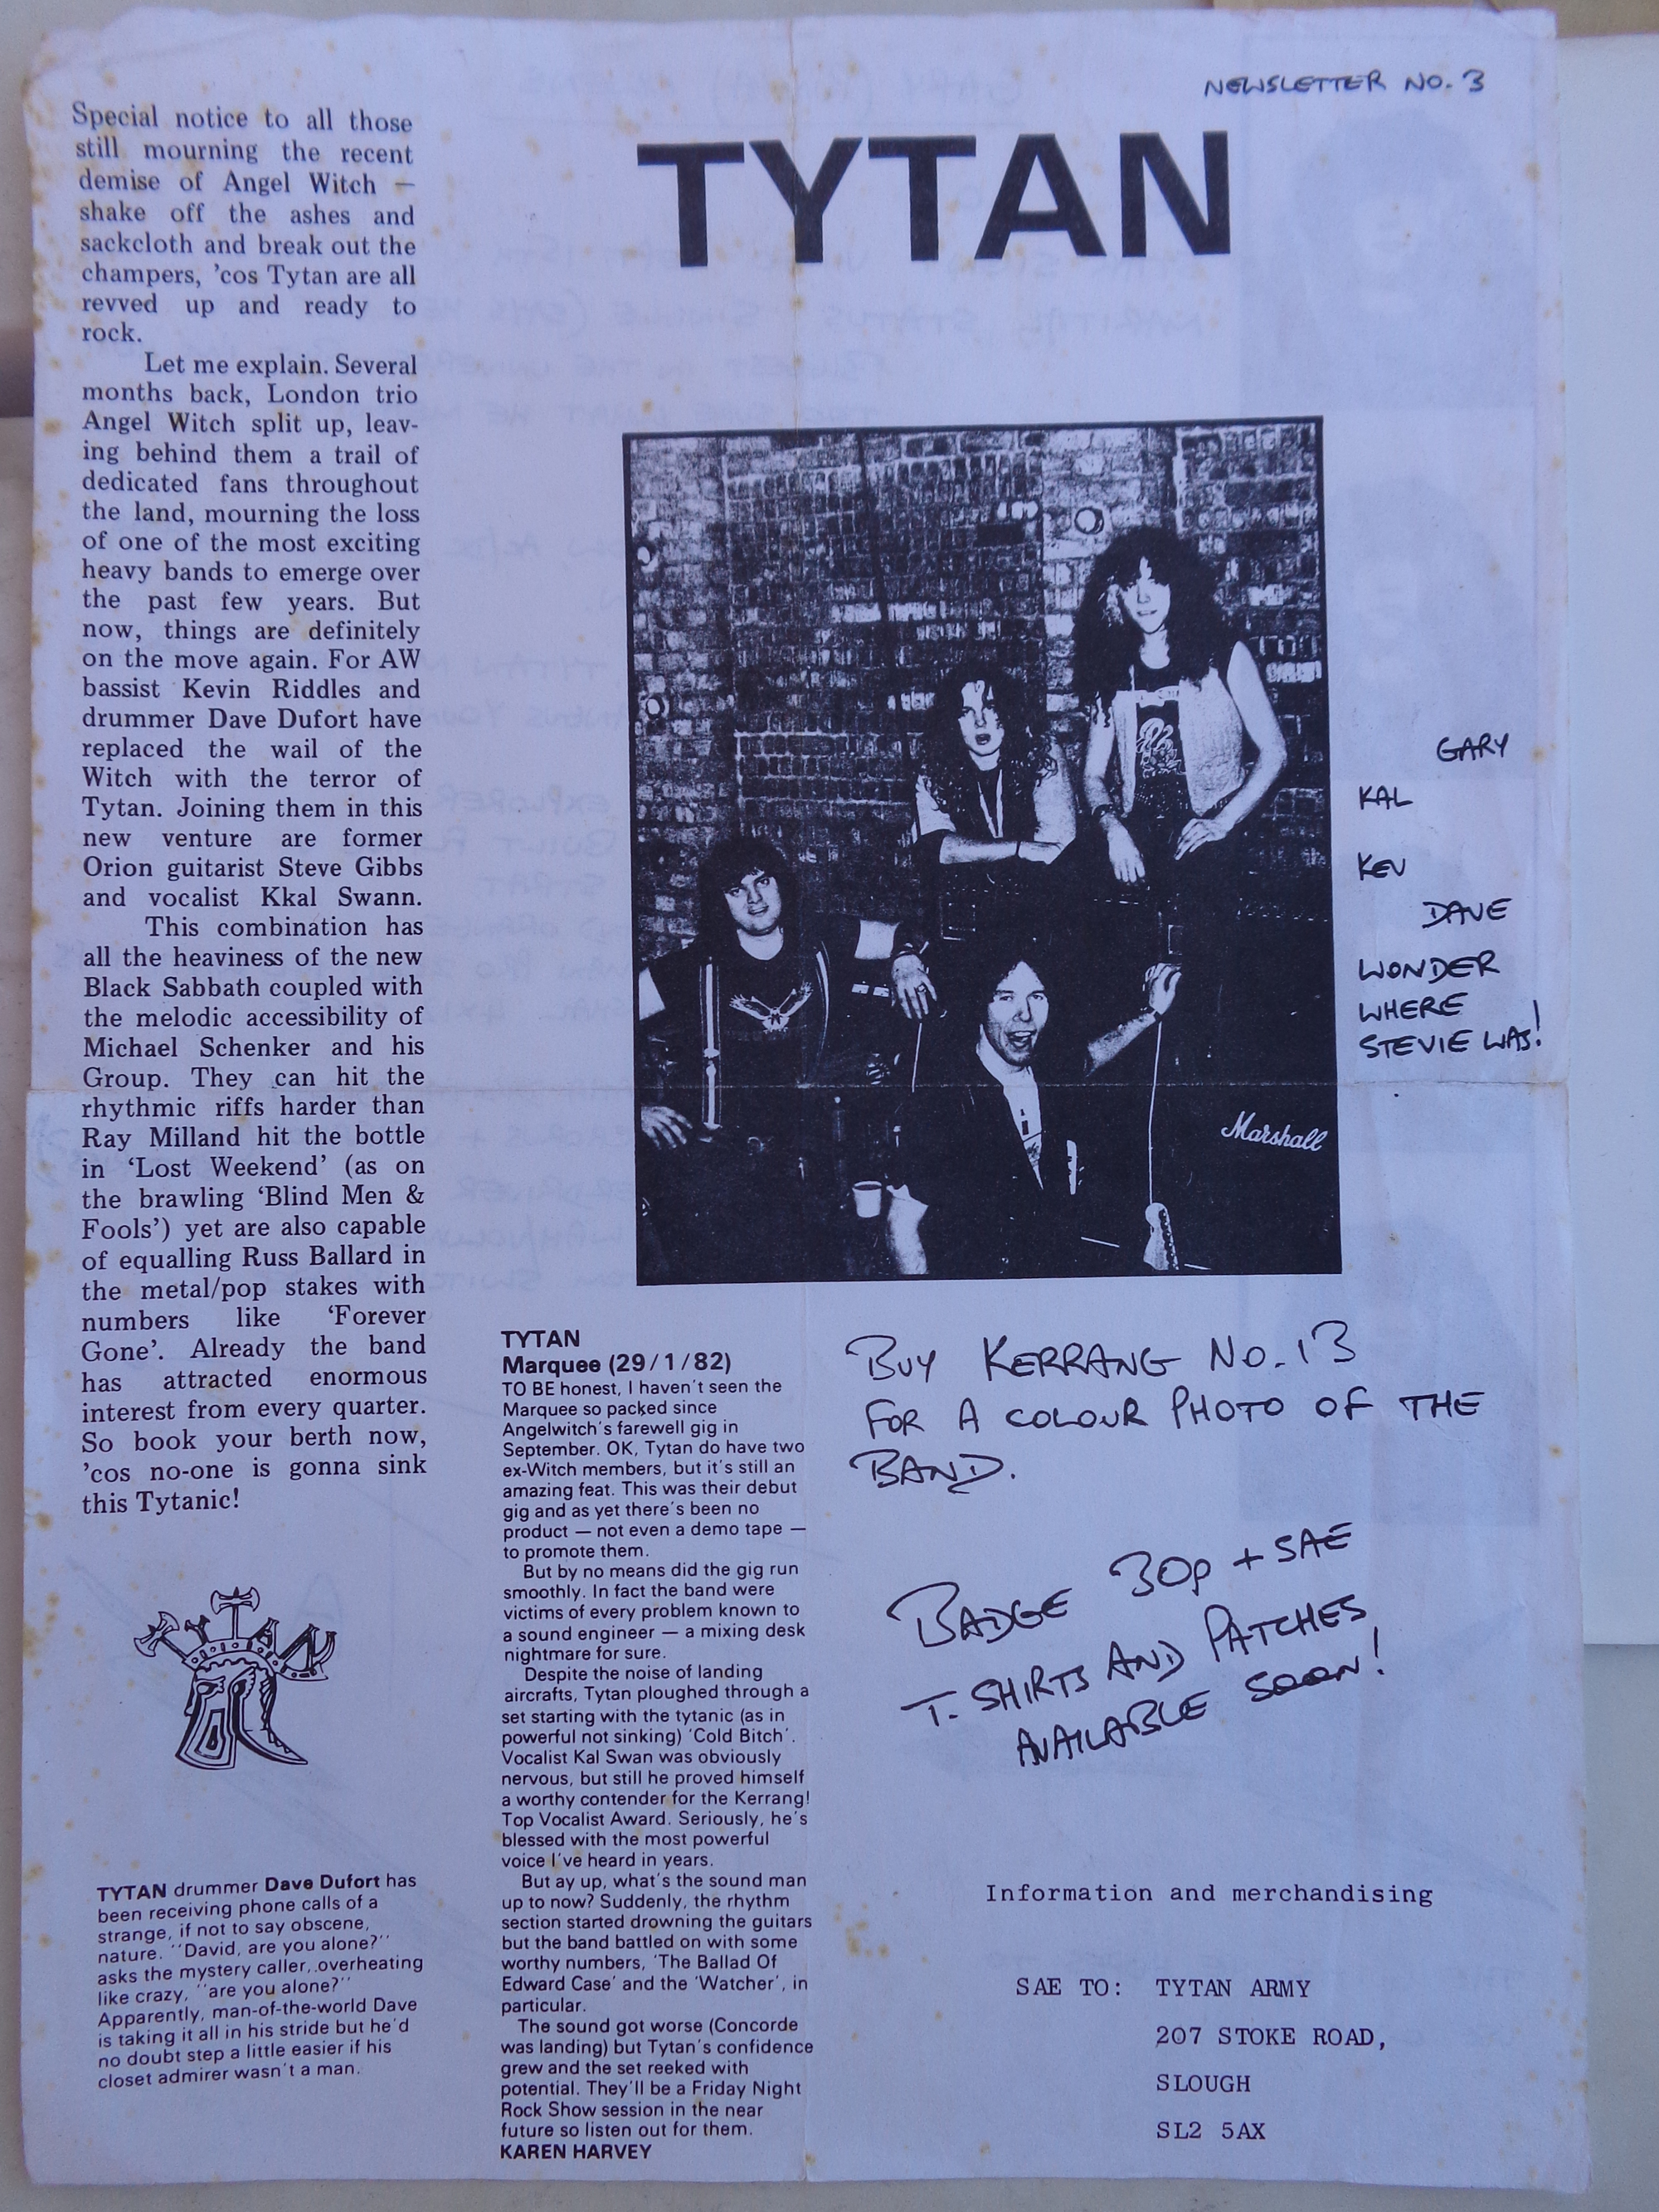 NEWSLETTER NO. 3
TYTAN
Special notice to all those
still mourning the recent
demise of Angel Witch —
shake off the ashes and
sackcloth and break out the
champers, 'cos Tytan are all
revved up and ready to
rock.
Let me explain. Several
months back, London trio
Angel Witch split up, leav-
ing behind them a trail of
dedicated fans throughout
the land, mourning the loss
of one of the most exciting
heavy bands to emerge over
the past few years. But
now, things are definitely
on the move again. For AW
bassist Kevin Riddles and
drummer Dave Dufort have
replaced the wail of the
Witch with the terror of
Tytan. Joining them in this
new venture are former
Orion guitarist Steve Gibbs
and vocalist Kkal Swann.
This combination has
all the heaviness of the new
Black Sabbath coupled with
the melodic accessibility of
Michael Schenker and his
Group. They can hit the
rhythmic riffs harder than
Ray Milland hit the bottle
in 'Lost Weekend' (as on
the brawling 'Blind Men &
Fools') yet are also capable
of equalling Russ Ballard in
the metal/pop stakes with
numbers like 'Forever
Gone'. Already the band
has attracted enormous
interest from every quarter.
So book your berth now,
'cos no-one is gonna sink
this Tytanic!
TYTAN drummer Dave Dufort has
been receiving phone calls of a
strange, if not to say obscene,
nature. ''David, are you alone?''
asks the mystery caller, overheating
like crazy, ''are you alone?''
Apparently, man-of-the-world Dave
is taking it all in his stride but he'd
no doubt step a little easier if his
closet admirer wasn't a man.
Marshall
GARY
KAL
KEV
DAVE
WONDER
WHERE
STEVIE WAS!
TYTAN
Marquee (29/1/82)
TO BE honest, I haven't seen the
Marquee so packed since
Angelwitch's farewell gig in
September. OK, Tytan do have two
ex-Witch members, but it's still an
amazing feat. This was their debut
gig and as yet there's been no
product — not even a demo tape —
to promote them.
But by no means did the gig run
smoothly. In fact the band were
victims of every problem known to
a sound engineer — a mixing desk
nightmare for sure.
Despite the noise of landing
aircrafts, Tytan ploughed through a
set starting with the tytanic (as in
powerful not sinking) 'Cold Bitch'.
Vocalist Kal Swan was obviously
nervous, but still he proved himself
a worthy contender for the Kerrang!
Top Vocalist Award. Seriously, he's
blessed with the most powerful
voice I've heard in years.
But ay up, what's the sound man
up to now? Suddenly, the rhythm
section started drowning the guitars
but the band battled on with some
worthy numbers, 'The Ballad Of
Edward Case' and the 'Watcher', in
particular.
The sound got worse (Concorde
was landing) but Tytan's confidence
grew and the set reeked with
potential. They'll be a Friday Night
Rock Show session in the near
future so listen out for them.
KAREN HARVEY
BUY KERRANG NO. 13
FOR A COLOUR PHOTO OF THE
BAND.
BADGE 30p + SAE
T. SHIRTS AND PATCHES
AVAILABLE SOON!
Information and merchandising
SAE TO: TYTAN ARMY
207 STOKE ROAD,
SLOUGH
SL2 5AX